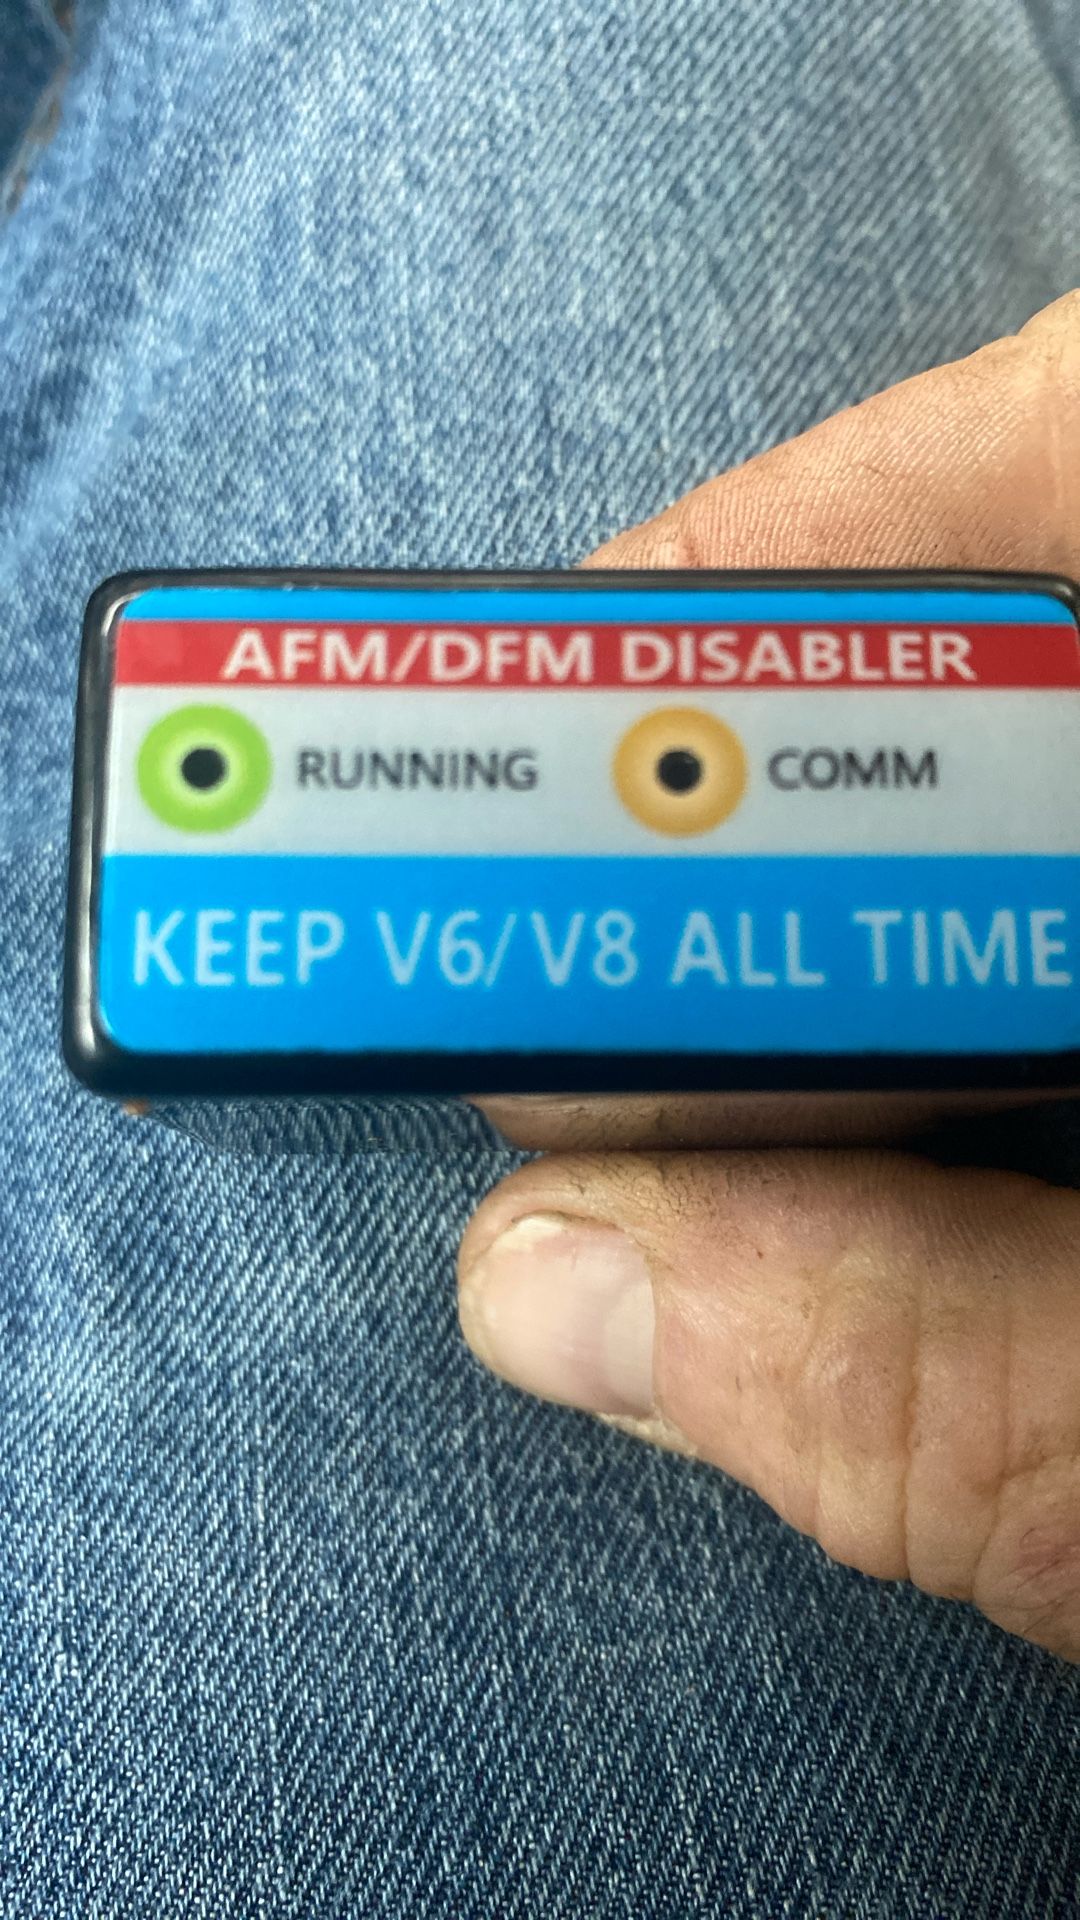 AFM/DFM DISABLER
RUNNING COMM
KEEP V6/V8 ALL TIME